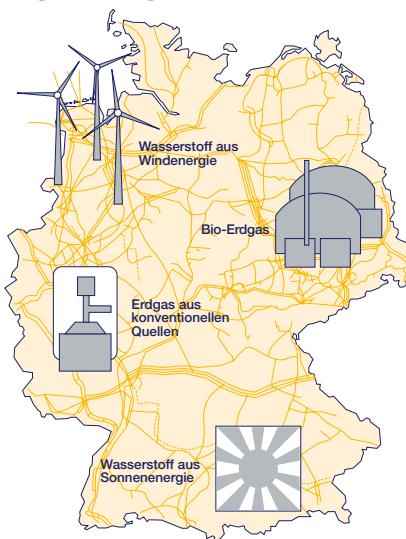 Wasserstoff aus
Windenergie
Bio-Erdgas
Erdgas aus
konventionellen
Quellen
Wasserstoff aus
Sonnenenergie